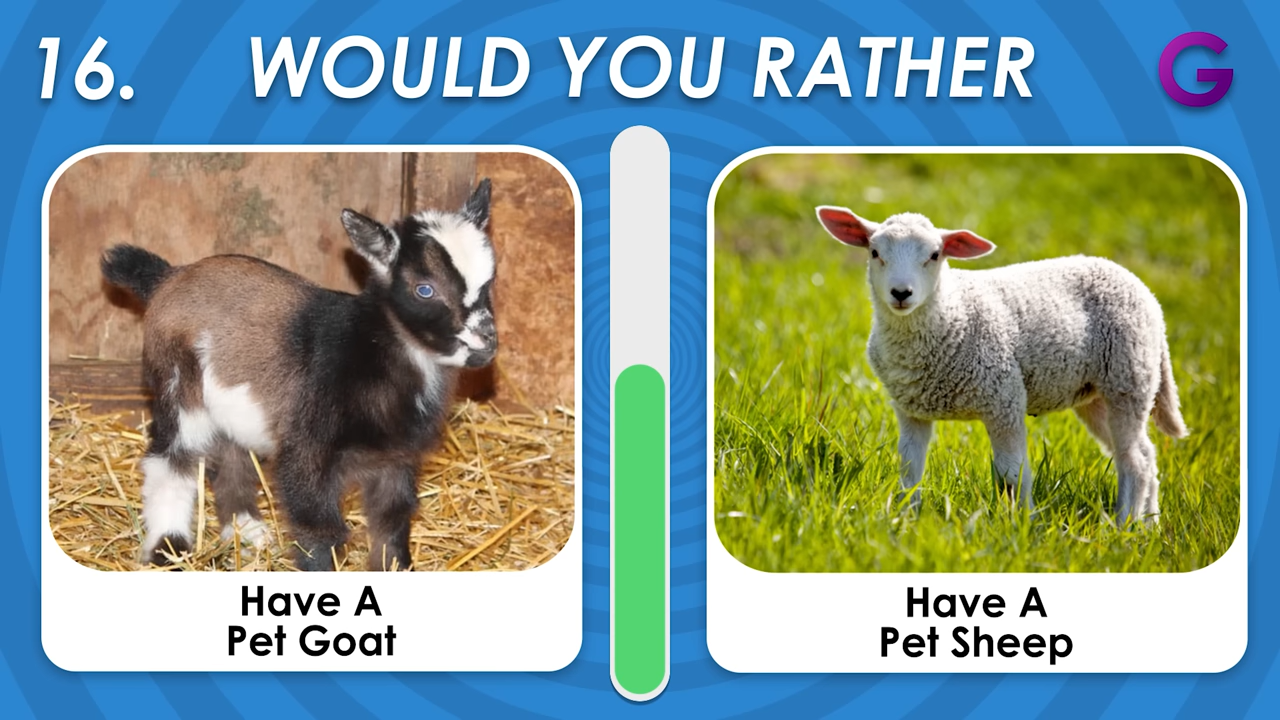 16. WOULD YOU RATHER
G
Have A
Pet Goat
Have A
Pet Sheep